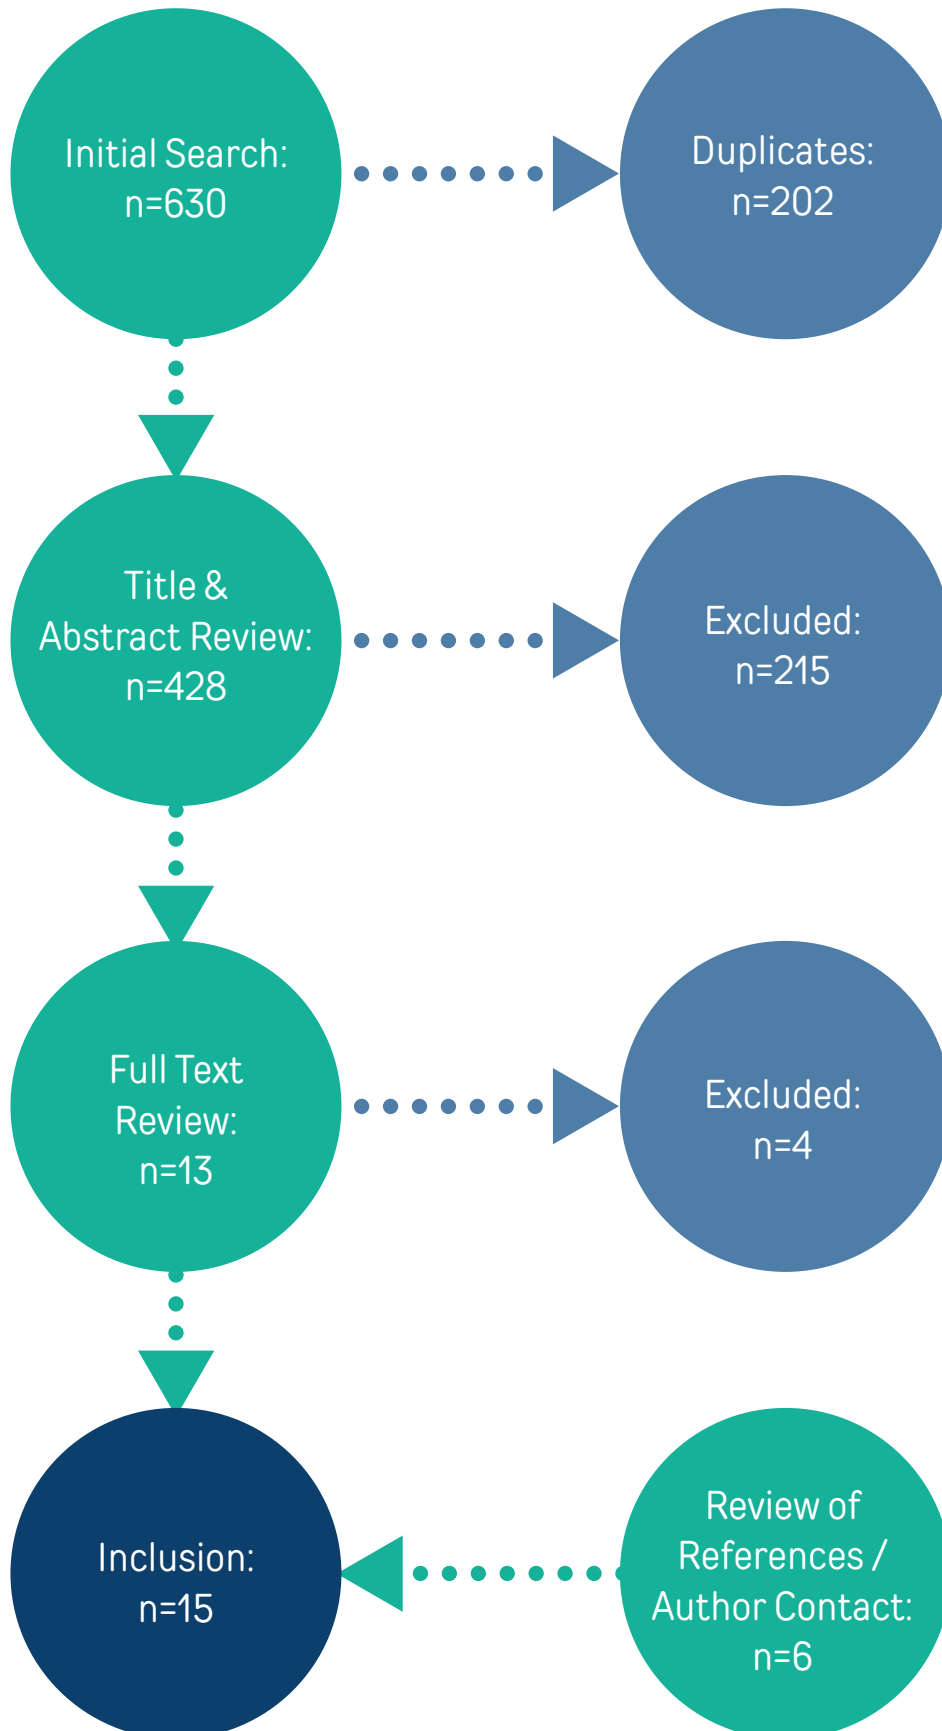 Initial Search:
n=630
Duplicates:
n=202
Title &
Abstract Review:
n=428
Excluded:
n=215
Full Text
Review:
n=13
Excluded:
n=4
Inclusion:
n=15
Review of
References /
Author Contact:
n=6